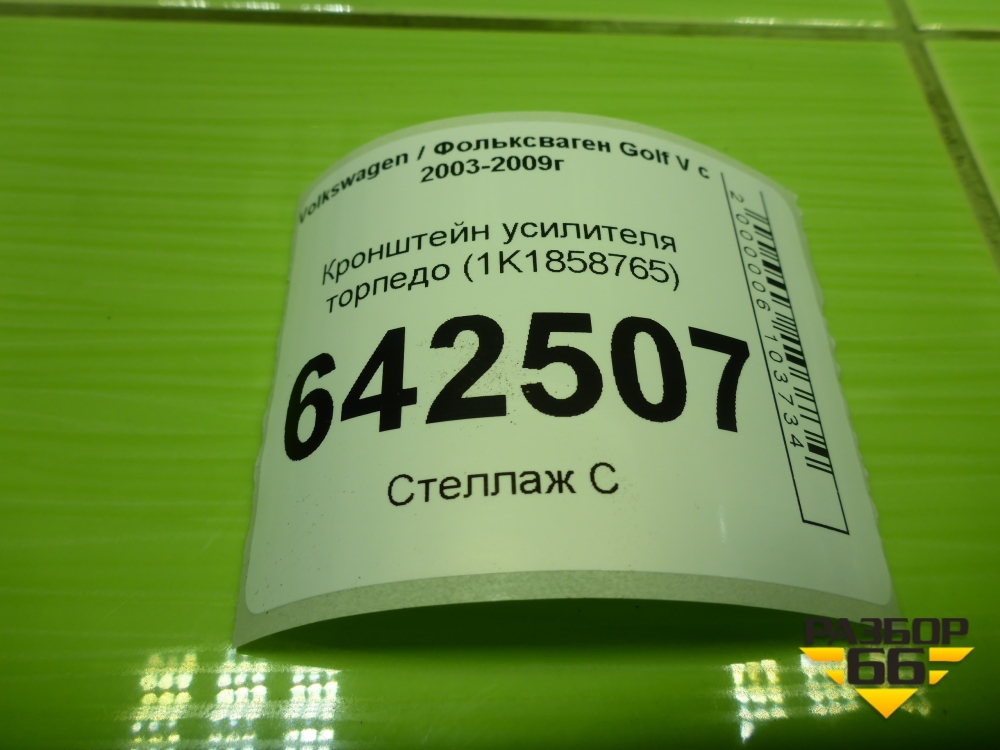 Volkswagen / Фольксваген Golf V с
2003-2009г
Кронштейн усилителя
торпедо (1K1858765)
642507
Стеллаж С
2000006103734
РАЗБОР
66